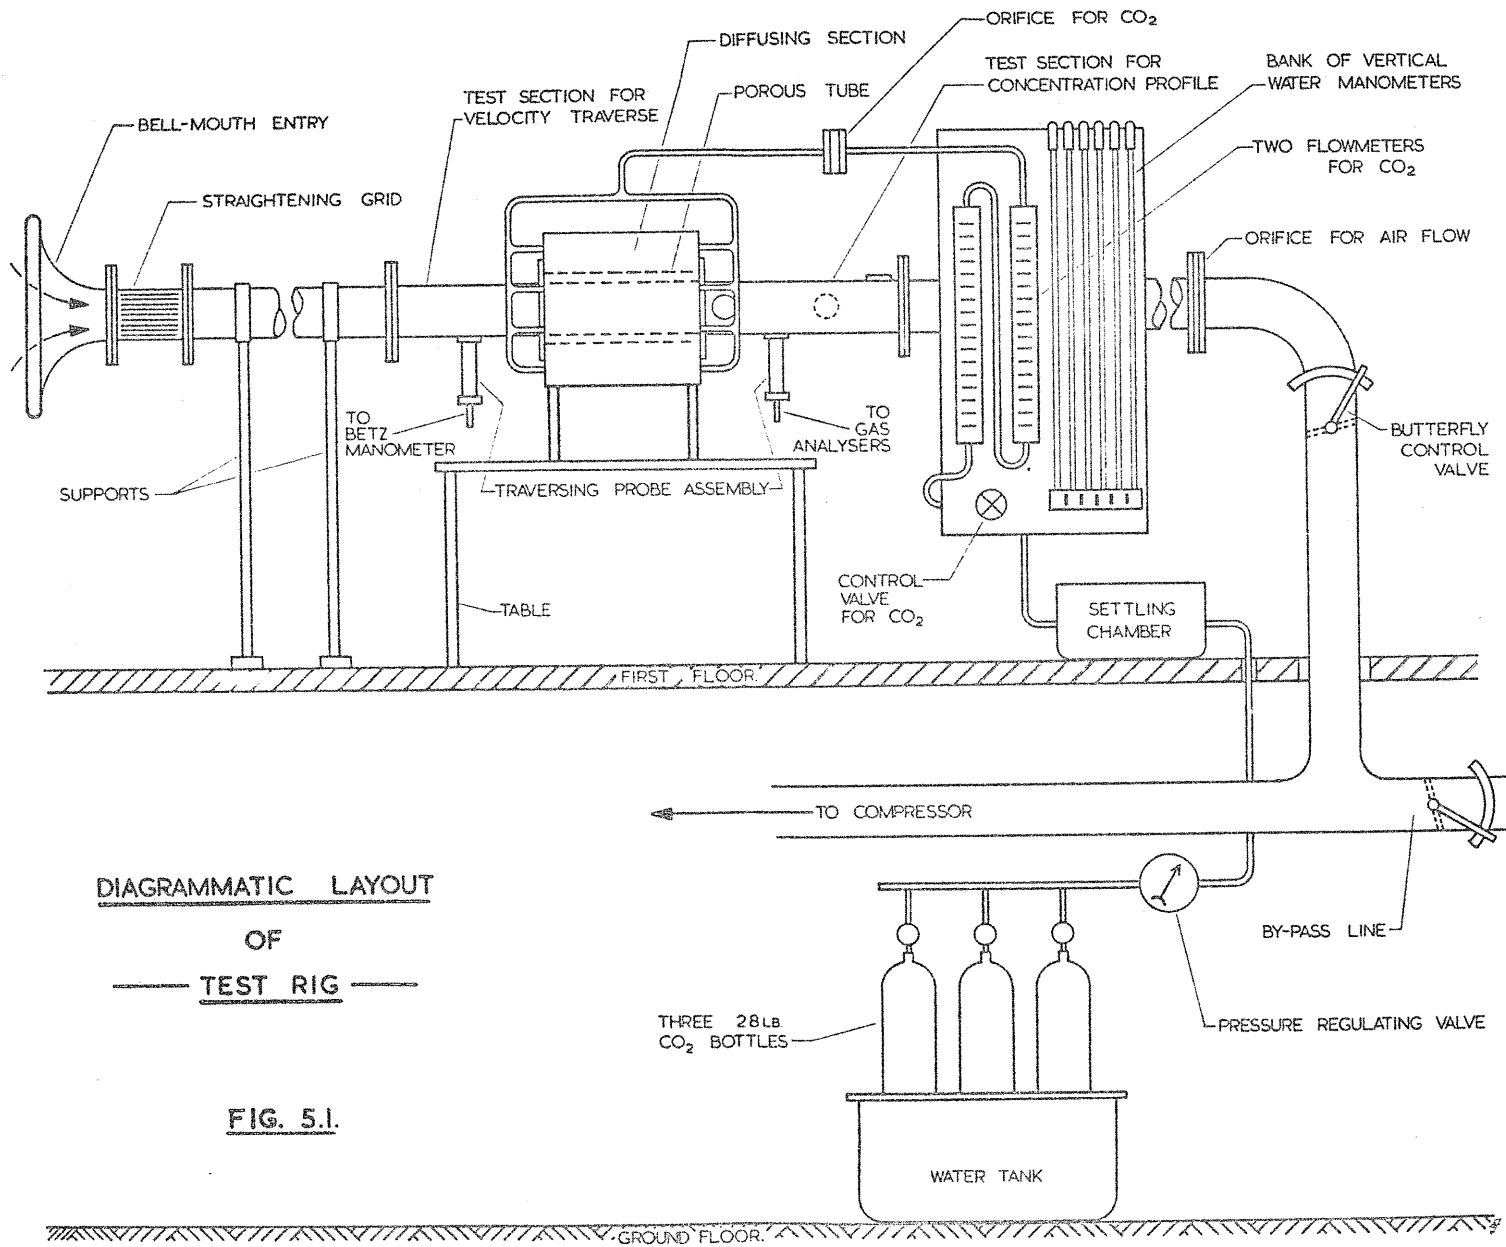 ORIFICE FOR CO₂
DIFFUSING SECTION
TEST SECTION FOR
CONCENTRATION PROFILE
BANK OF VERTICAL
WATER MANOMETERS
TEST SECTION FOR
VELOCITY TRAVERSE
POROUS TUBE
BELL-MOUTH ENTRY
TWO FLOWMETERS
FOR CO₂
STRAIGHTENING GRID
ORIFICE FOR AIR FLOW
TO
BETZ
MANOMETER
TO
GAS
ANALYSERS
BUTTERFLY
CONTROL
VALVE
SUPPORTS
TRAVERSING PROBE ASSEMBLY
CONTROL
VALVE
FOR CO₂
TABLE
SETTLING
CHAMBER
FIRST FLOOR.
TO COMPRESSOR
DIAGRAMMATIC LAYOUT
OF
TEST RIG
BY-PASS LINE
THREE 28LB.
CO₂ BOTTLES
PRESSURE REGULATING VALVE
FIG. 5.1.
WATER TANK
GROUND FLOOR.